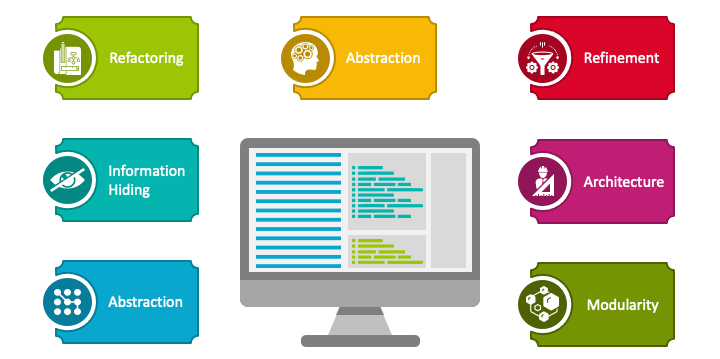 Refactoring
Abstraction
Refinement
Information
Hiding
Architecture
Abstraction
Modularity